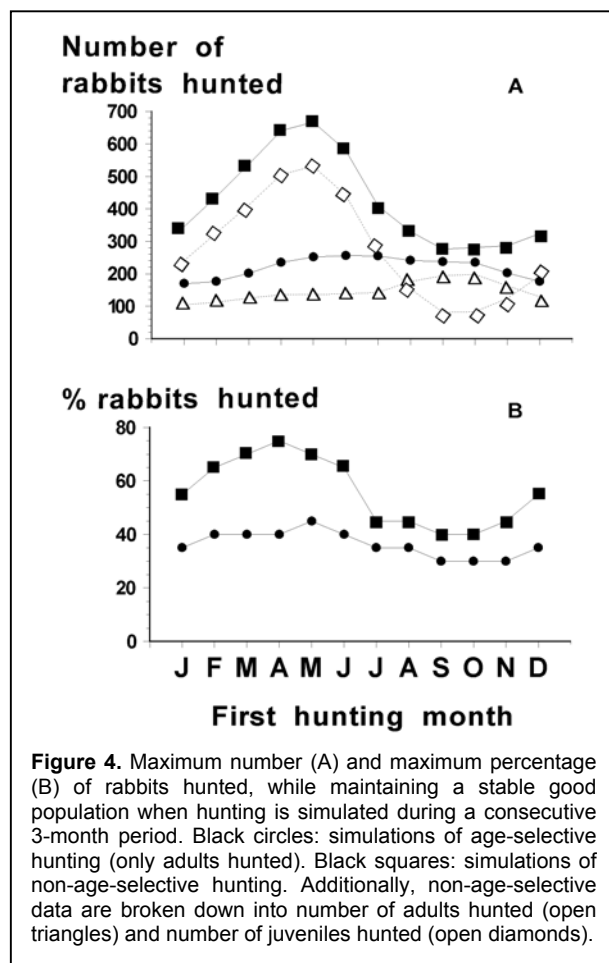 Number of
rabbits hunted
A
700
600
500
400
300
200
100
0
% rabbits hunted
B
80
60
40
20
0
J F M A M J J A S O N D
First hunting month
Figure 4. Maximum number (A) and maximum percentage
(B) of rabbits hunted, while maintaining a stable good
population when hunting is simulated during a consecutive
3-month period. Black circles: simulations of age-selective
hunting (only adults hunted). Black squares: simulations of
non-age-selective hunting. Additionally, non-age-selective
data are broken down into number of adults hunted (open
triangles) and number of juveniles hunted (open diamonds).